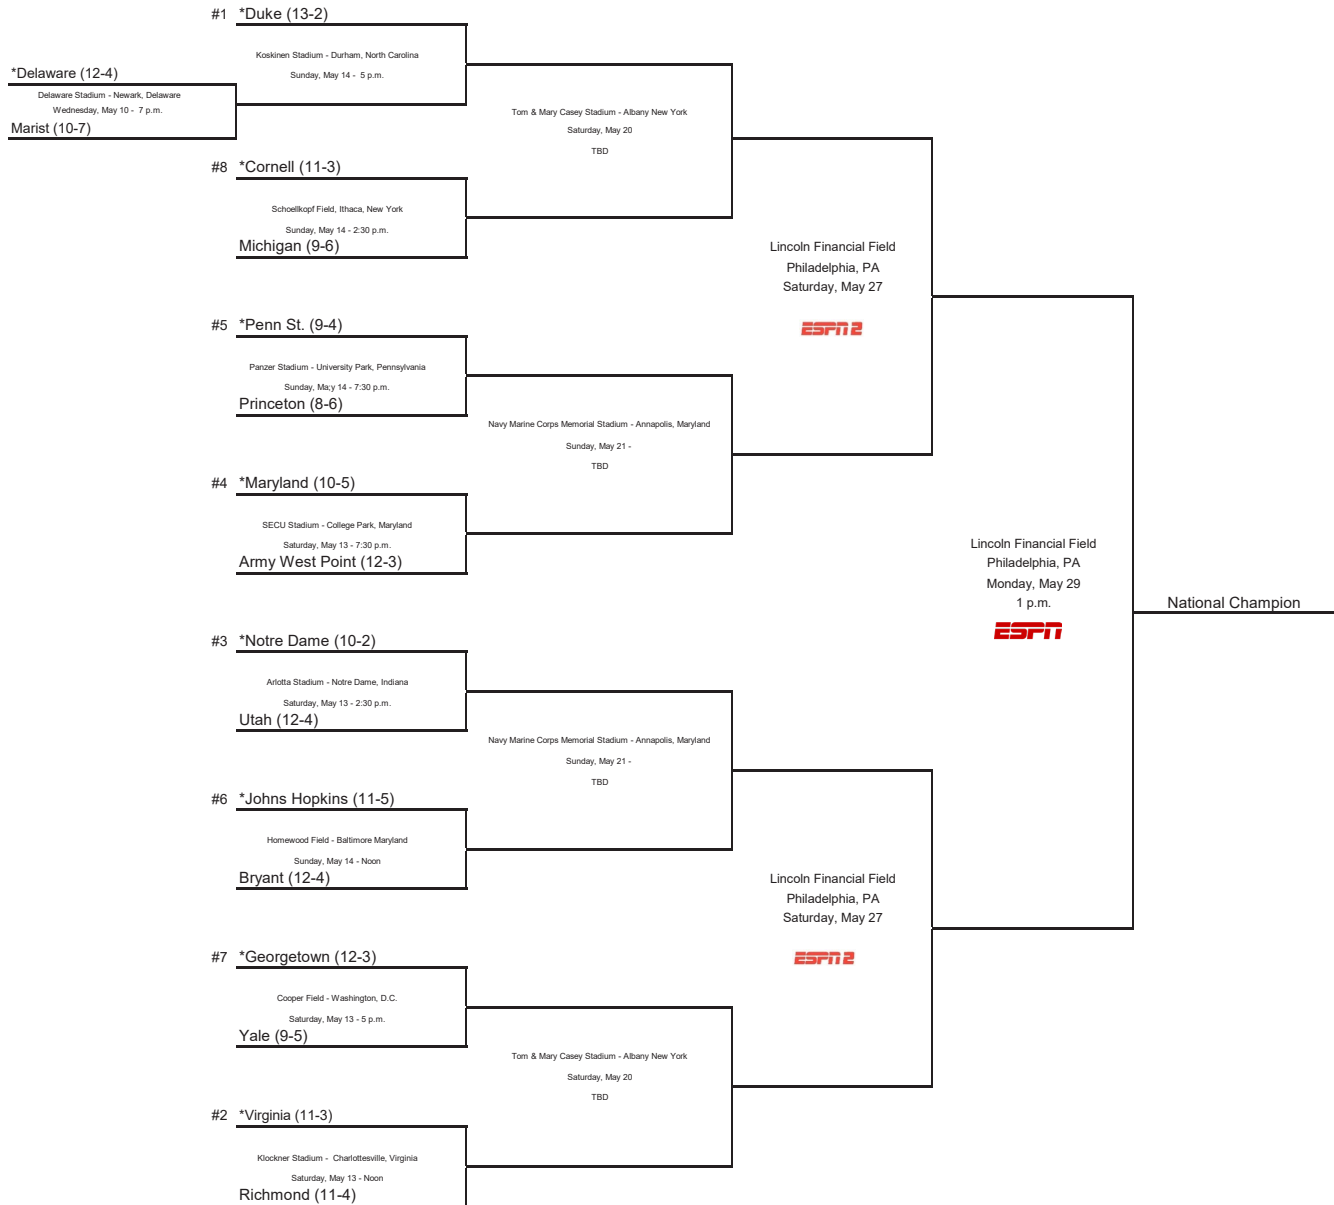 #1 *Duke (13-2)
Koskinen Stadium - Durham, North Carolina
Sunday, May 14 - 5 p.m.
*Delaware (12-4)
Delaware Stadium - Newark, Delaware
Wednesday, May 10 - 7 p.m.
Marist (10-7)
Tom & Mary Casey Stadium - Albany New York
Saturday, May 20
TBD
#8 *Cornell (11-3)
Schoellkopf Field, Ithaca, New York
Sunday, May 14 - 2:30 p.m.
Michigan (9-6)
Lincoln Financial Field
Philadelphia, PA
Saturday, May 27
ESPN2
#5 *Penn St. (9-4)
Panzer Stadium - University Park, Pennsylvania
Sunday, Ma;y 14 - 7:30 p.m.
Princeton (8-6)
Navy Marine Corps Memorial Stadium - Annapolis, Maryland
Sunday, May 21 -
TBD
#4 *Maryland (10-5)
SECU Stadium - College Park, Maryland
Saturday, May 13 - 7:30 p.m.
Army West Point (12-3)
Lincoln Financial Field
Philadelphia, PA
Monday, May 29
1 p.m.
ESPN
National Champion
#3 *Notre Dame (10-2)
Arlotta Stadium - Notre Dame, Indiana
Saturday, May 13 - 2:30 p.m.
Utah (12-4)
Navy Marine Corps Memorial Stadium - Annapolis, Maryland
Sunday, May 21 -
TBD
#6 *Johns Hopkins (11-5)
Homewood Field - Baltimore Maryland
Sunday, May 14 - Noon
Bryant (12-4)
Lincoln Financial Field
Philadelphia, PA
Saturday, May 27
ESPN2
#7 *Georgetown (12-3)
Cooper Field - Washington, D.C.
Saturday, May 13 - 5 p.m.
Yale (9-5)
Tom & Mary Casey Stadium - Albany New York
Saturday, May 20
TBD
#2 *Virginia (11-3)
Klockner Stadium - Charlottesville, Virginia
Saturday, May 13 - Noon
Richmond (11-4)